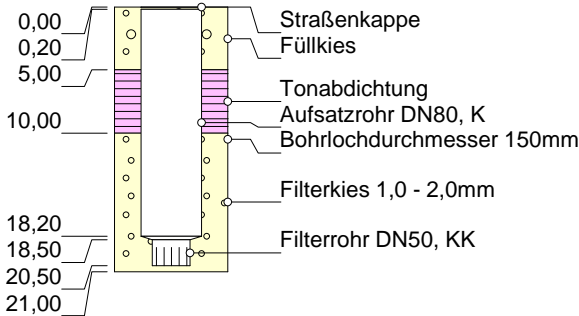 0,00
0,20
5,00
10,00
18,20
18,50
20,50
21,00
Straßenkappe
Füllkies
Tonabdichtung
Aufsatzrohr DN80, K
Bohrlochdurchmesser 150mm
Filterkies 1,0 - 2,0mm
Filterrohr DN50, KK